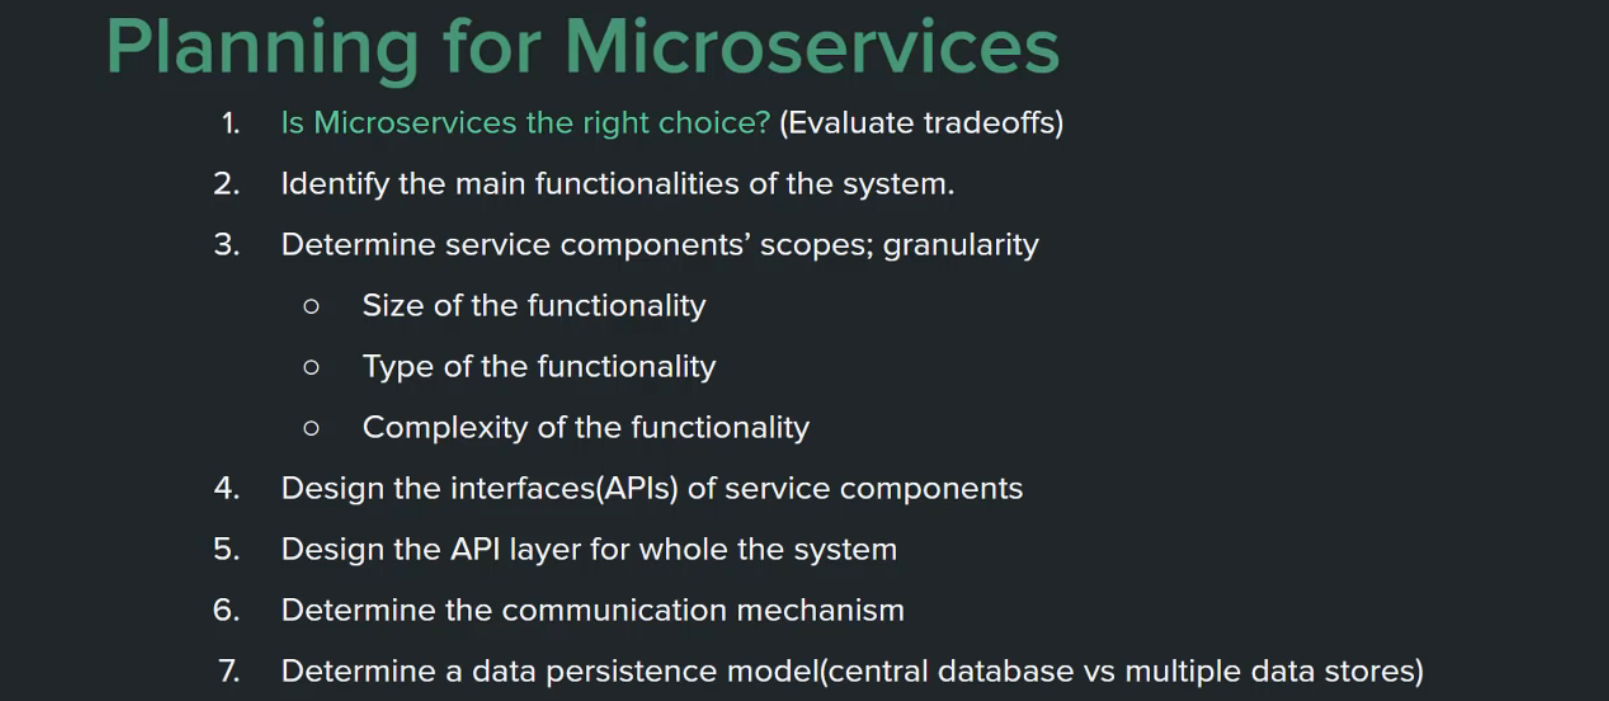 Planning for Microservices
1. Is Microservices the right choice? (Evaluate tradeoffs)
2. Identify the main functionalities of the system.
3. Determine service components’ scopes; granularity
○ Size of the functionality
○ Type of the functionality
○ Complexity of the functionality
4. Design the interfaces(APIs) of service components
5. Design the API layer for whole the system
6. Determine the communication mechanism
7. Determine a data persistence model(central database vs multiple data stores)